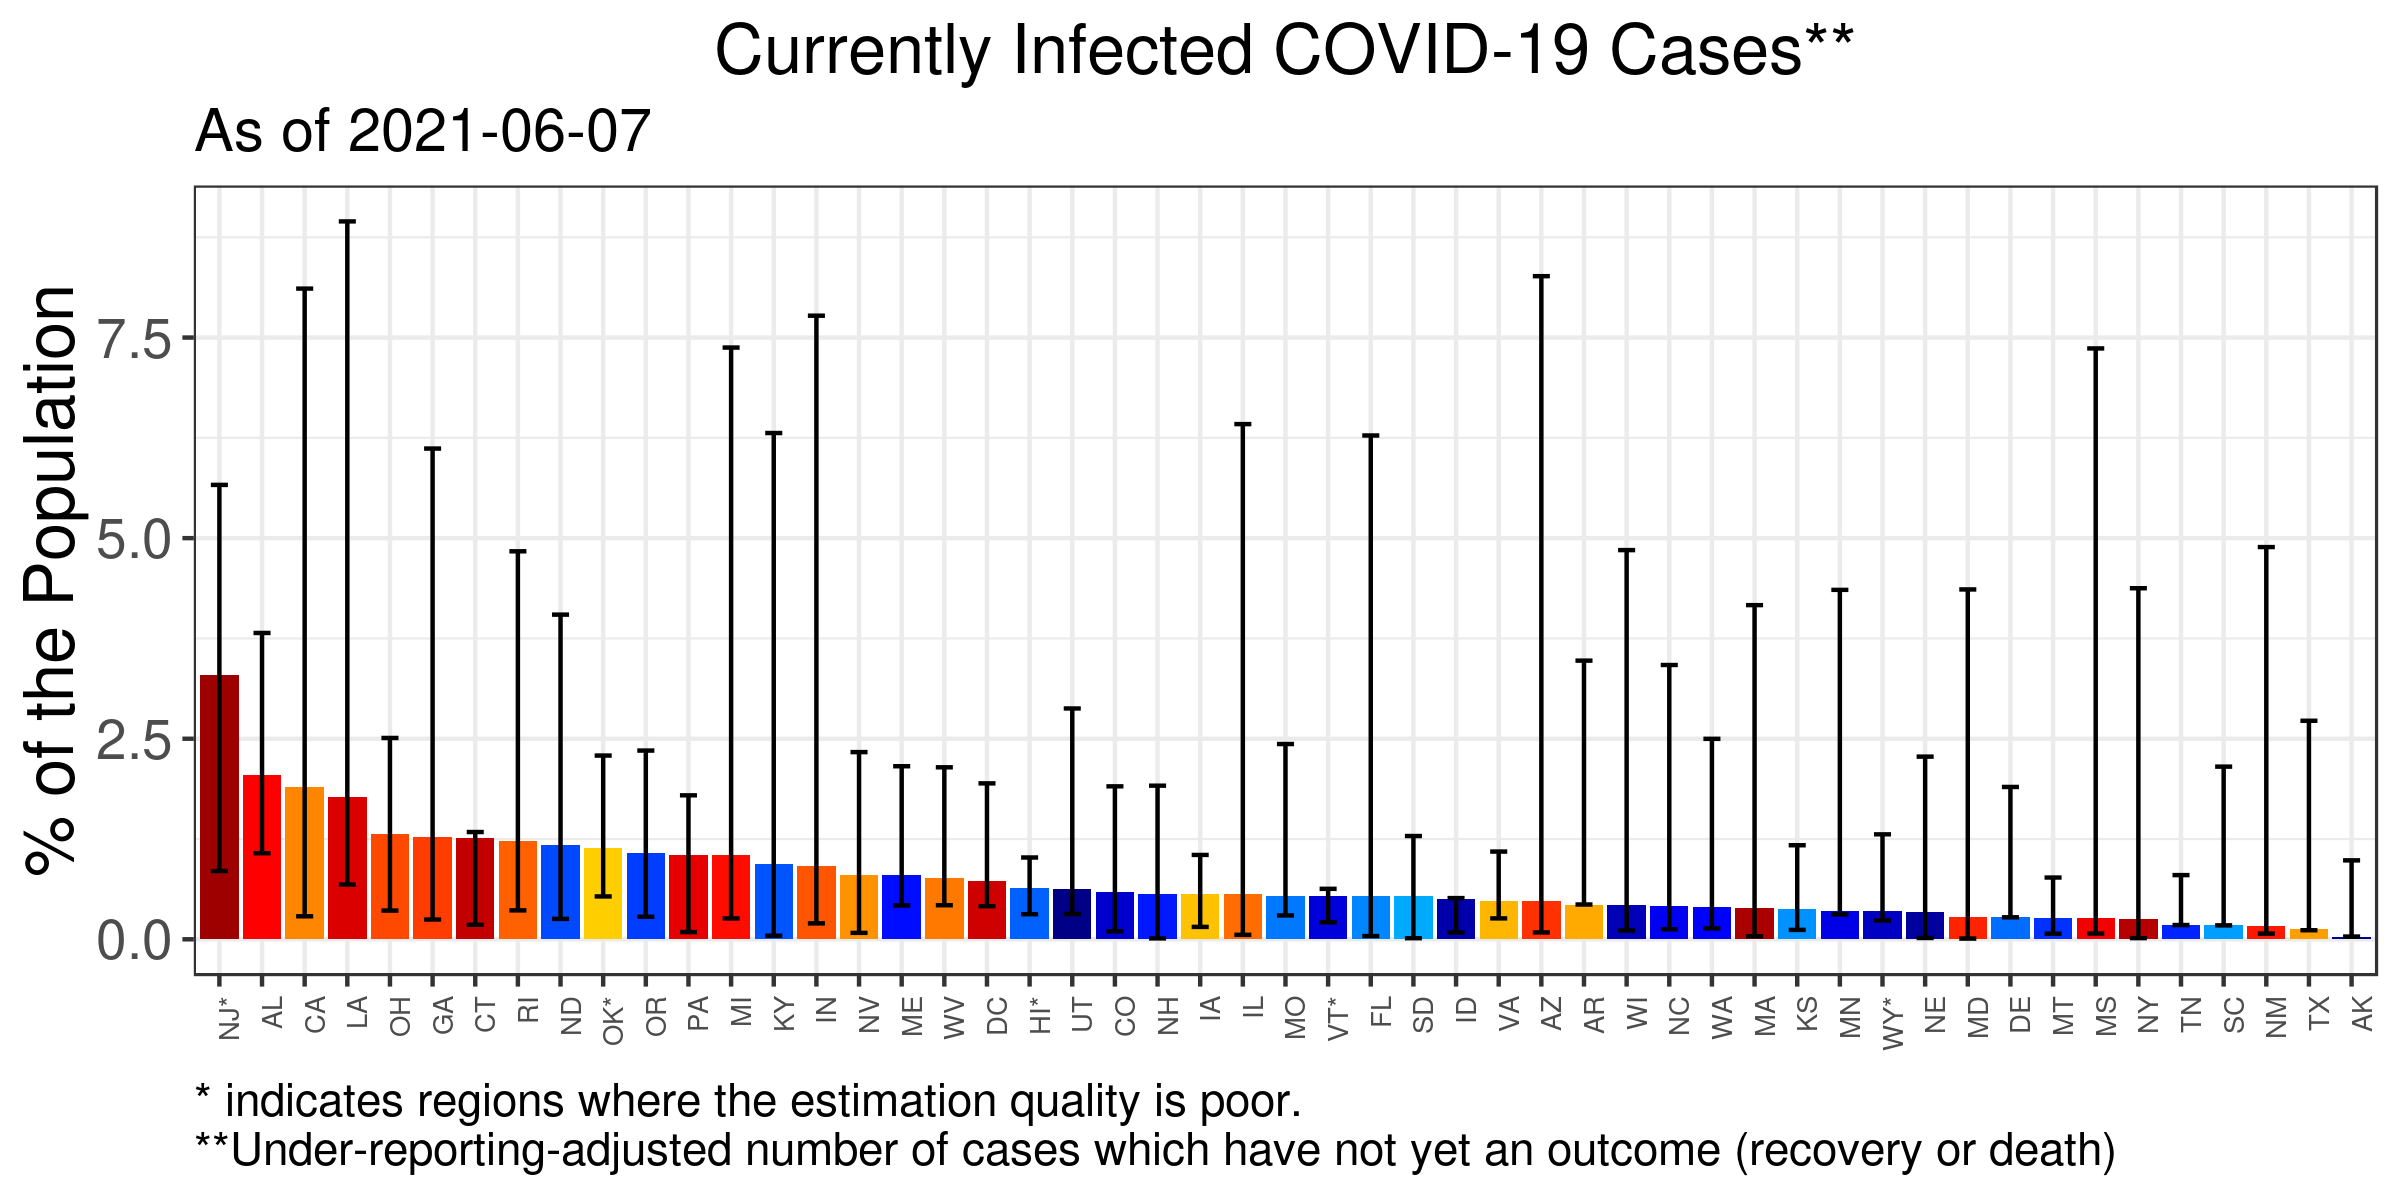 Currently Infected COVID-19 Cases**
As of 2021-06-07
% of the Population
7.5
5.0
2.5
0.0
NJ* AL CA LA OH GA CT RI ND OK* OR PA MI KY IN NV ME WV DC HI* UT CO NH IA IL MO VT* FL SD ID VA AZ AR WI NC WA MA KS MN WY* NE MD DE MT MS NY TN SC NM TX AK
* indicates regions where the estimation quality is poor.
**Under-reporting-adjusted number of cases which have not yet an outcome (recovery or death)